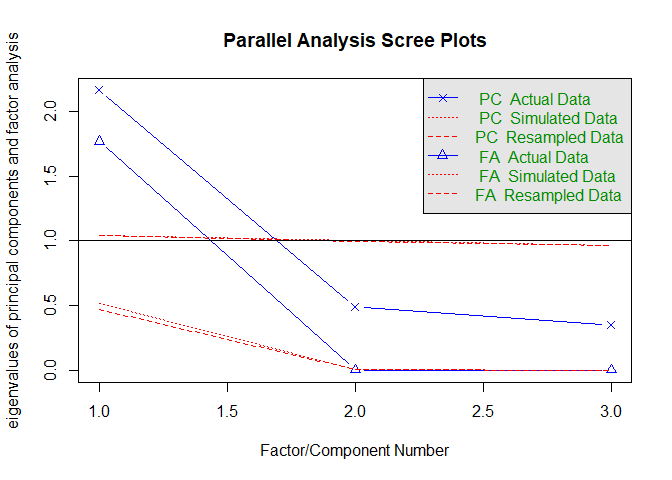 Parallel Analysis Scree Plots
eigenvalues of principal components and factor analysis
2.0
1.5
1.0
0.5
0.0
PC Actual Data
PC Simulated Data
PC Resampled Data
FA Actual Data
FA Simulated Data
FA Resampled Data
1.0 1.5 2.0 2.5 3.0
Factor/Component Number